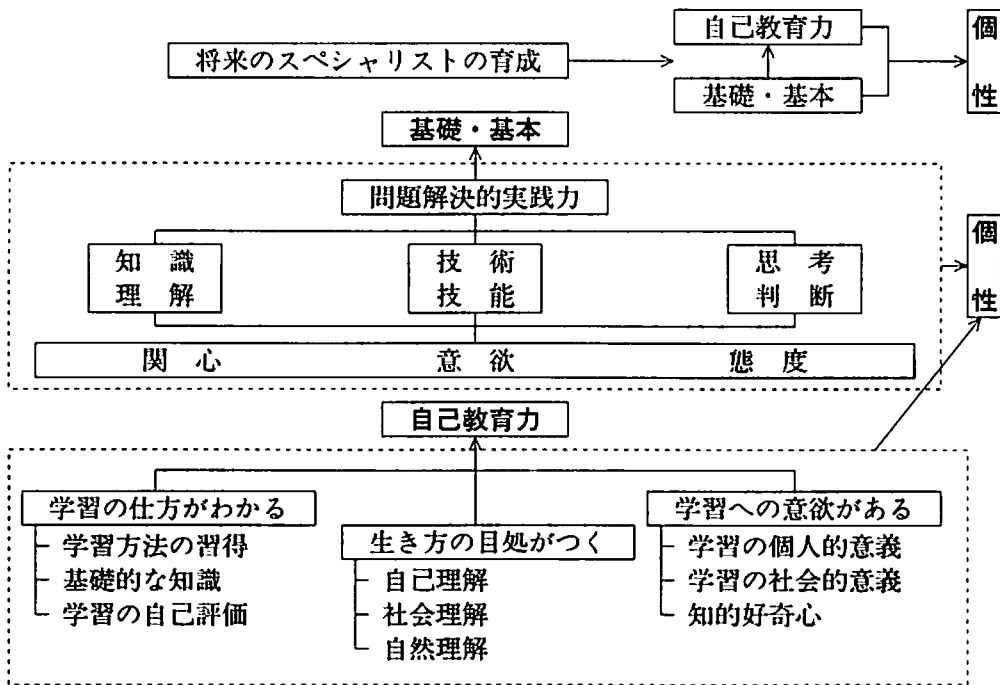 自己教育力
将来のスペシャリストの育成
基礎・基本
個性
基礎・基本
問題解決的実践力
知識 技術 思考
理解 技能 判断
個性
関心 意欲 態度
自己教育力
学習の仕方がわかる
学習方法の習得
基礎的な知識
学習の自己評価
生き方の目処がつく
自己理解
社会理解
自然理解
学習への意欲がある
学習の個人的意義
学習の社会的意義
知的好奇心